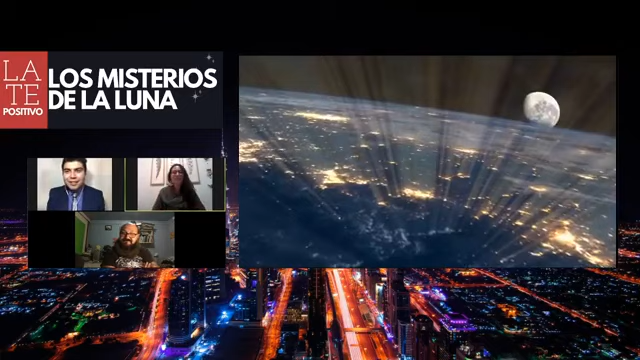 LA
TE
POSITIVO
LOS MISTERIOS
DE LA LUNA